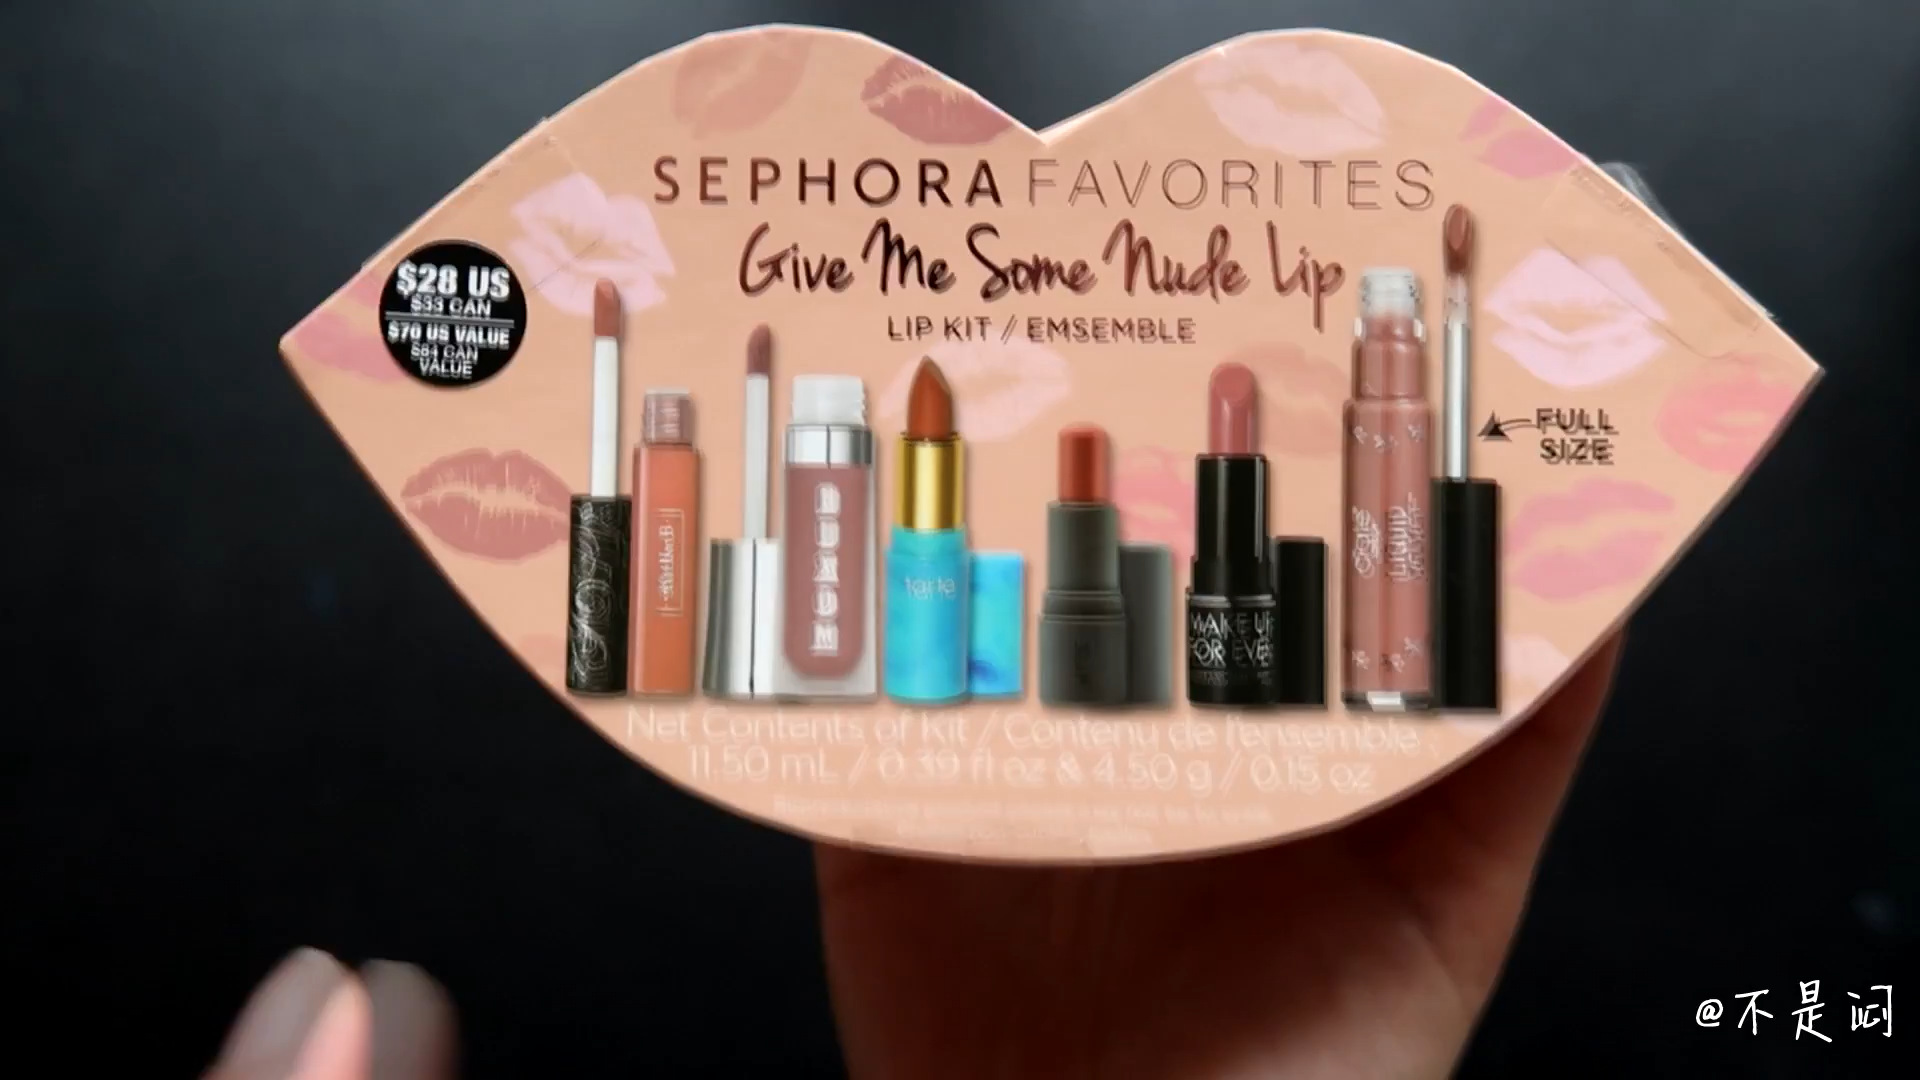 SEPHORA FAVORITES
Give Me Some Nude Lip
LIP KIT / EMSEMBLE
$28 US
$33 CAN
$70 US VALUE
$84 CAN
VALUE
FULL
SIZE
BUXOM
tarte
MAKE UP
FOR EVER
LIQUID
Net Contents of Kit / Contenu de l'ensemble
11.50 mL / 0.39 fl oz & 4.50 g / 0.15 oz
@不是闷